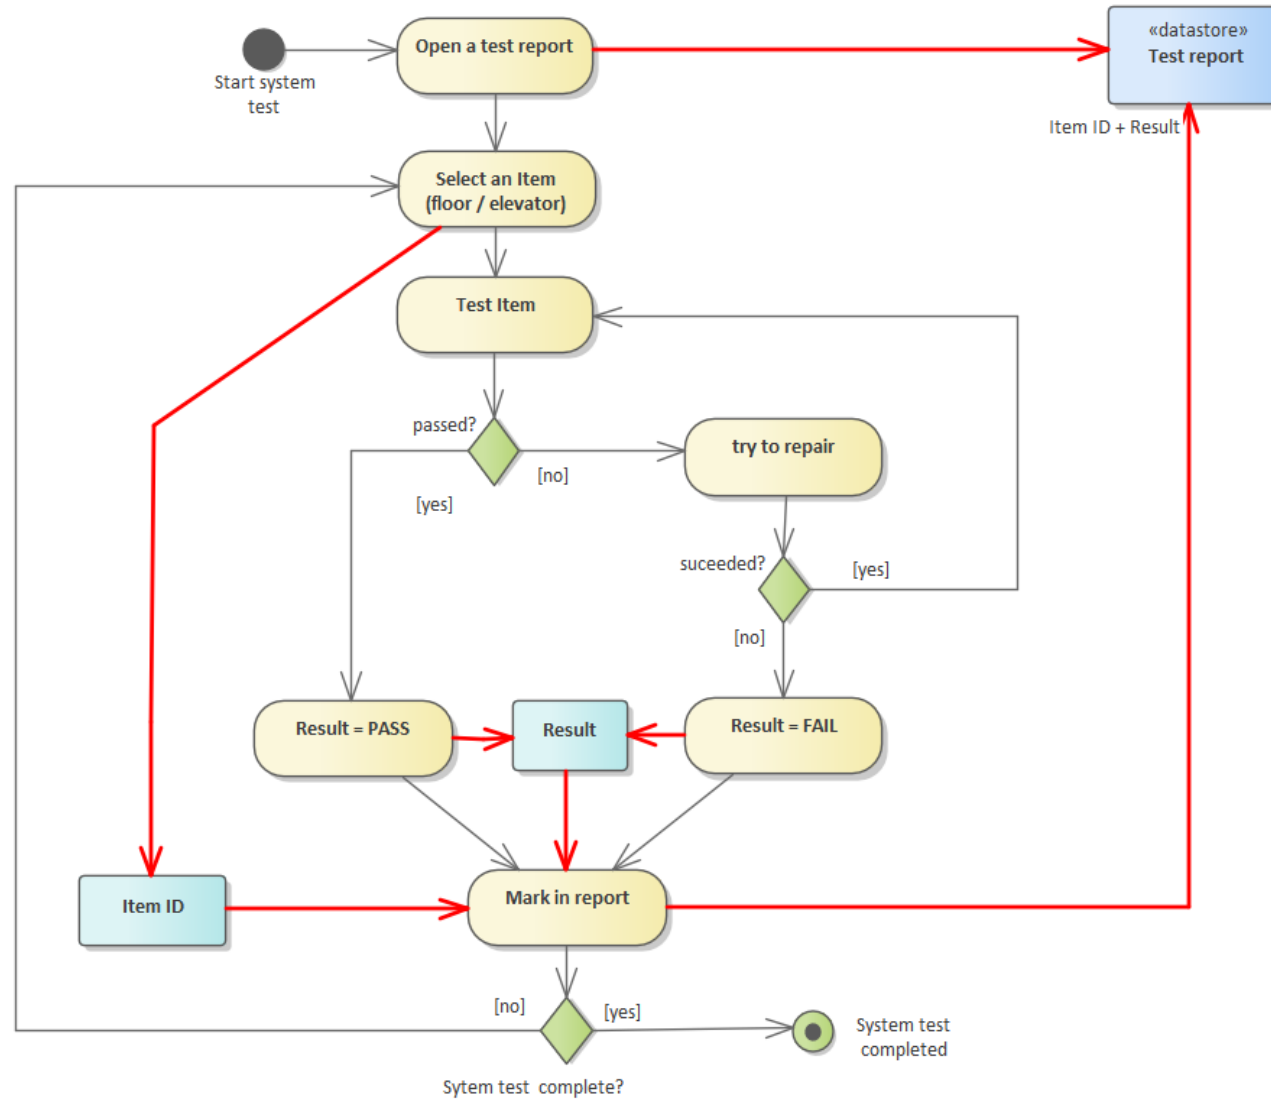 Open a test report
«datastore»
Test report
Start system
test
Item ID + Result
Select an Item
(floor / elevator)
Test Item
passed?
[no]
[yes]
try to repair
suceeded?
[yes]
[no]
Result = PASS
Result
Result = FAIL
Item ID
Mark in report
[no]
[yes]
System test
completed
Sytem test complete?